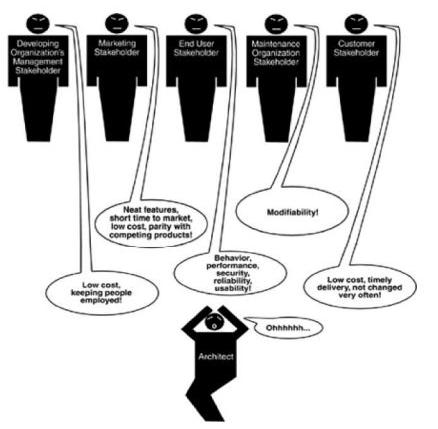 Developing
Organization's
Management
Stakeholder
Marketing
Stakeholder
End User
Stakeholder
Maintenance
Organization
Stakeholder
Customer
Stakeholder
Neat features,
short time to market,
low cost, parity with
competing products!
Modifiability!
Low cost,
keeping people
employed!
Behavior,
performance,
security,
reliability,
usability!
Low cost, timely
delivery, not changed
very often!
Ohhhhhh...
Architect